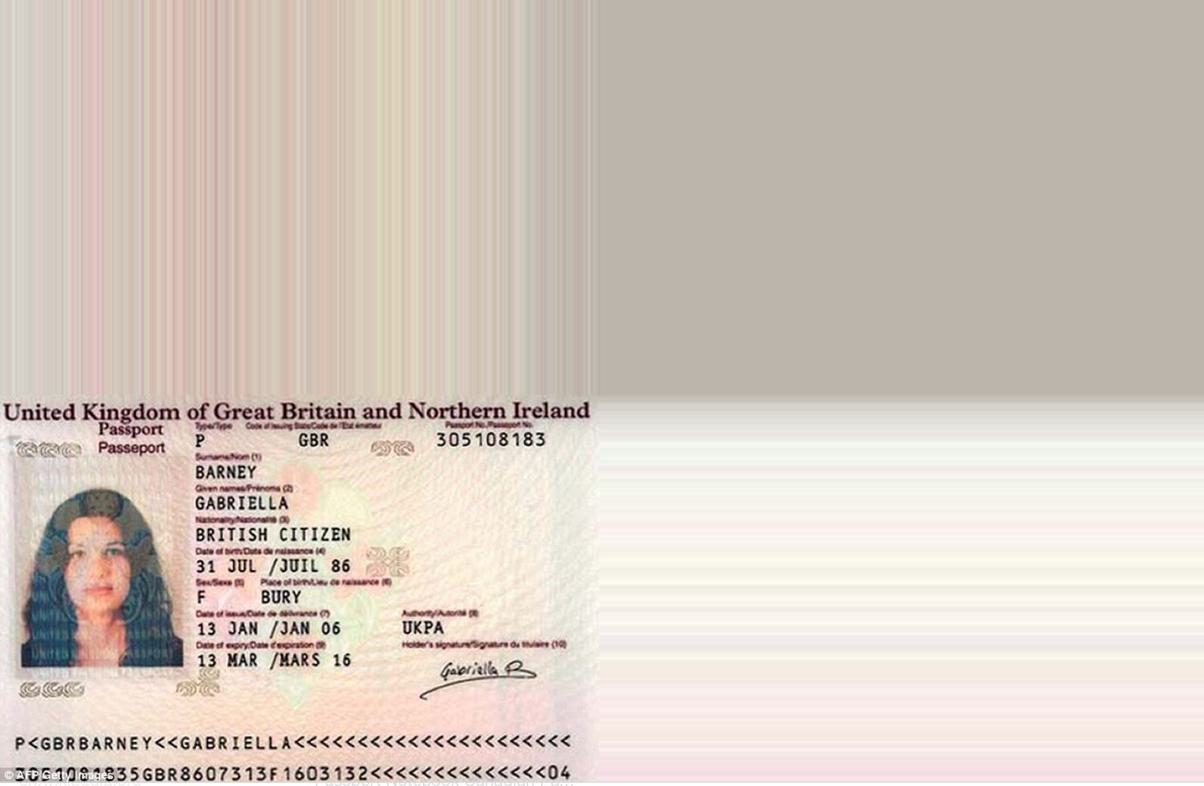 United Kingdom of Great Britain and Northern Ireland
Passport
Passeport
Type/Type Code of issuing State/Code de l'Etat émetteur Passport No./Passeport No.
P GBR 305108183
Surname/Nom (1)
BARNEY
Given names/Prénoms (2)
GABRIELLA
Nationality/Nationalité (3)
BRITISH CITIZEN
Date of birth/Date de naissance (4)
31 JUL /JUIL 86
Sex/Sexe (5) Place of birth/Lieu de naissance (6)
F BURY
Date of issue/Date de délivrance (7) Authority/Autorité (8)
13 JAN /JAN 06 UKPA
Date of expiry/Date d'expiration (9) Holder's signature/Signature du titulaire (10)
13 MAR /MARS 16
Gabriella B
P<GBRBARNEY<<GABRIELLA<<<<<<<<<<<<<<<<<<<<<<
GBR8607313F1603132<<<<<<<<<<<<<<04
© AFP Getty Images